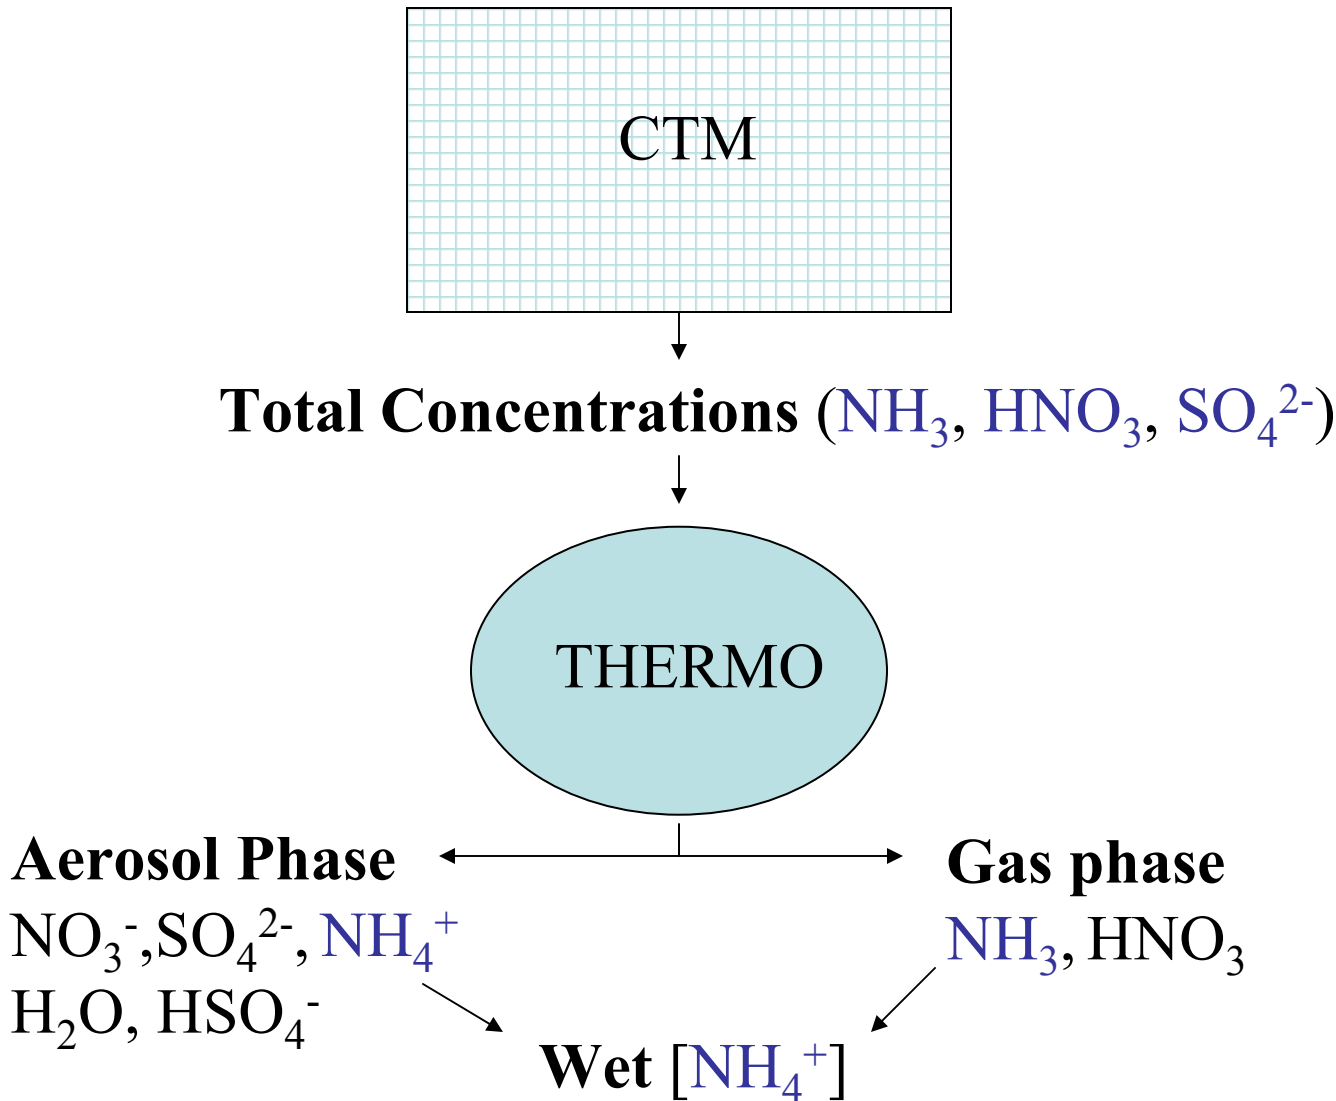 CTM
Total Concentrations (NH₃, HNO₃, SO₄²⁻)
THERMO
Aerosol Phase
NO₃⁻,SO₄²⁻, NH₄⁺
H₂O, HSO₄⁻
Gas phase
NH₃, HNO₃
Wet [NH₄⁺]